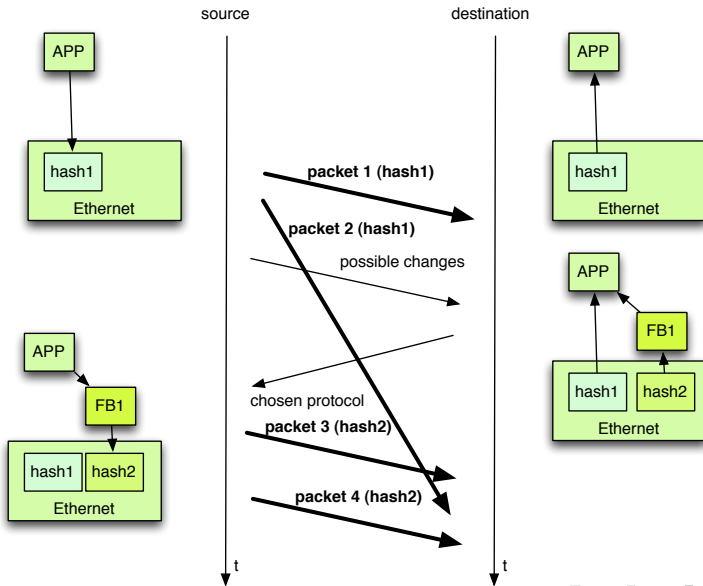 source
destination
APP
APP
hash1
Ethernet
hash1
Ethernet
packet 1 (hash1)
packet 2 (hash1)
possible changes
APP
FB1
hash1
hash2
Ethernet
APP
FB1
hash1
hash2
Ethernet
chosen protocol
packet 3 (hash2)
packet 4 (hash2)
t
t